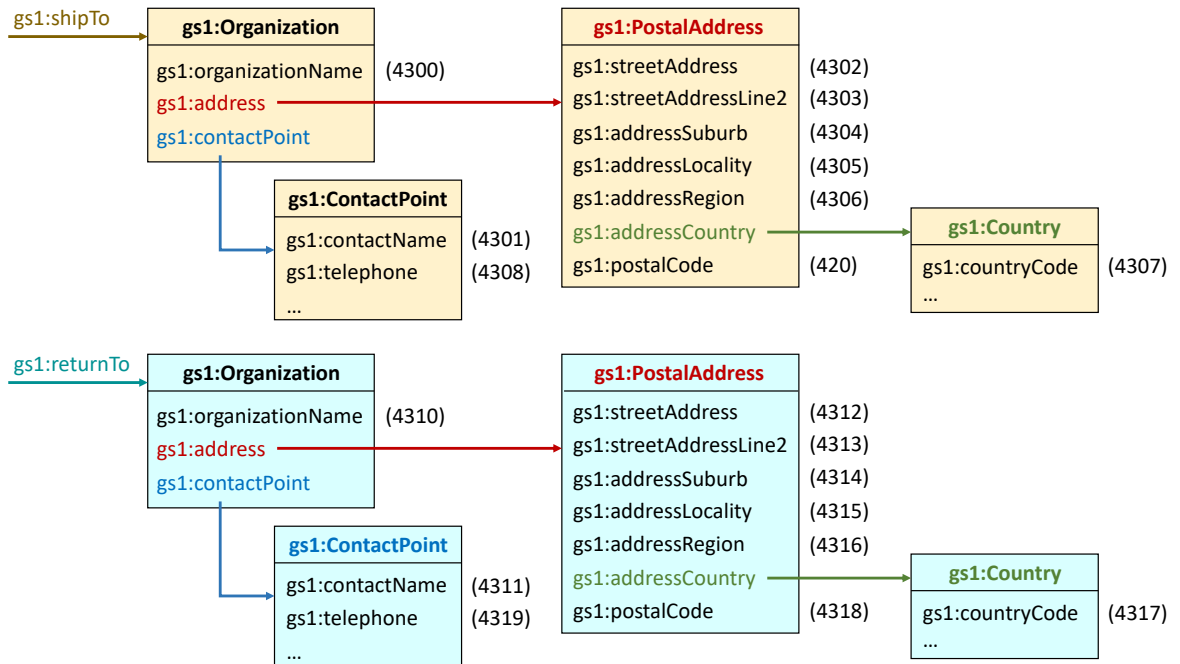 gs1:shipTo
gs1:Organization
gs1:organizationName (4300)
gs1:address
gs1:contactPoint
gs1:ContactPoint
gs1:contactName (4301)
gs1:telephone (4308)
...
gs1:PostalAddress
gs1:streetAddress (4302)
gs1:streetAddressLine2 (4303)
gs1:addressSuburb (4304)
gs1:addressLocality (4305)
gs1:addressRegion (4306)
gs1:addressCountry
gs1:postalCode (420)
gs1:Country
gs1:countryCode (4307)
...
gs1:returnTo
gs1:Organization
gs1:organizationName (4310)
gs1:address
gs1:contactPoint
gs1:ContactPoint
gs1:contactName (4311)
gs1:telephone (4319)
...
gs1:PostalAddress
gs1:streetAddress (4312)
gs1:streetAddressLine2 (4313)
gs1:addressSuburb (4314)
gs1:addressLocality (4315)
gs1:addressRegion (4316)
gs1:addressCountry
gs1:postalCode (4318)
gs1:Country
gs1:countryCode (4317)
...